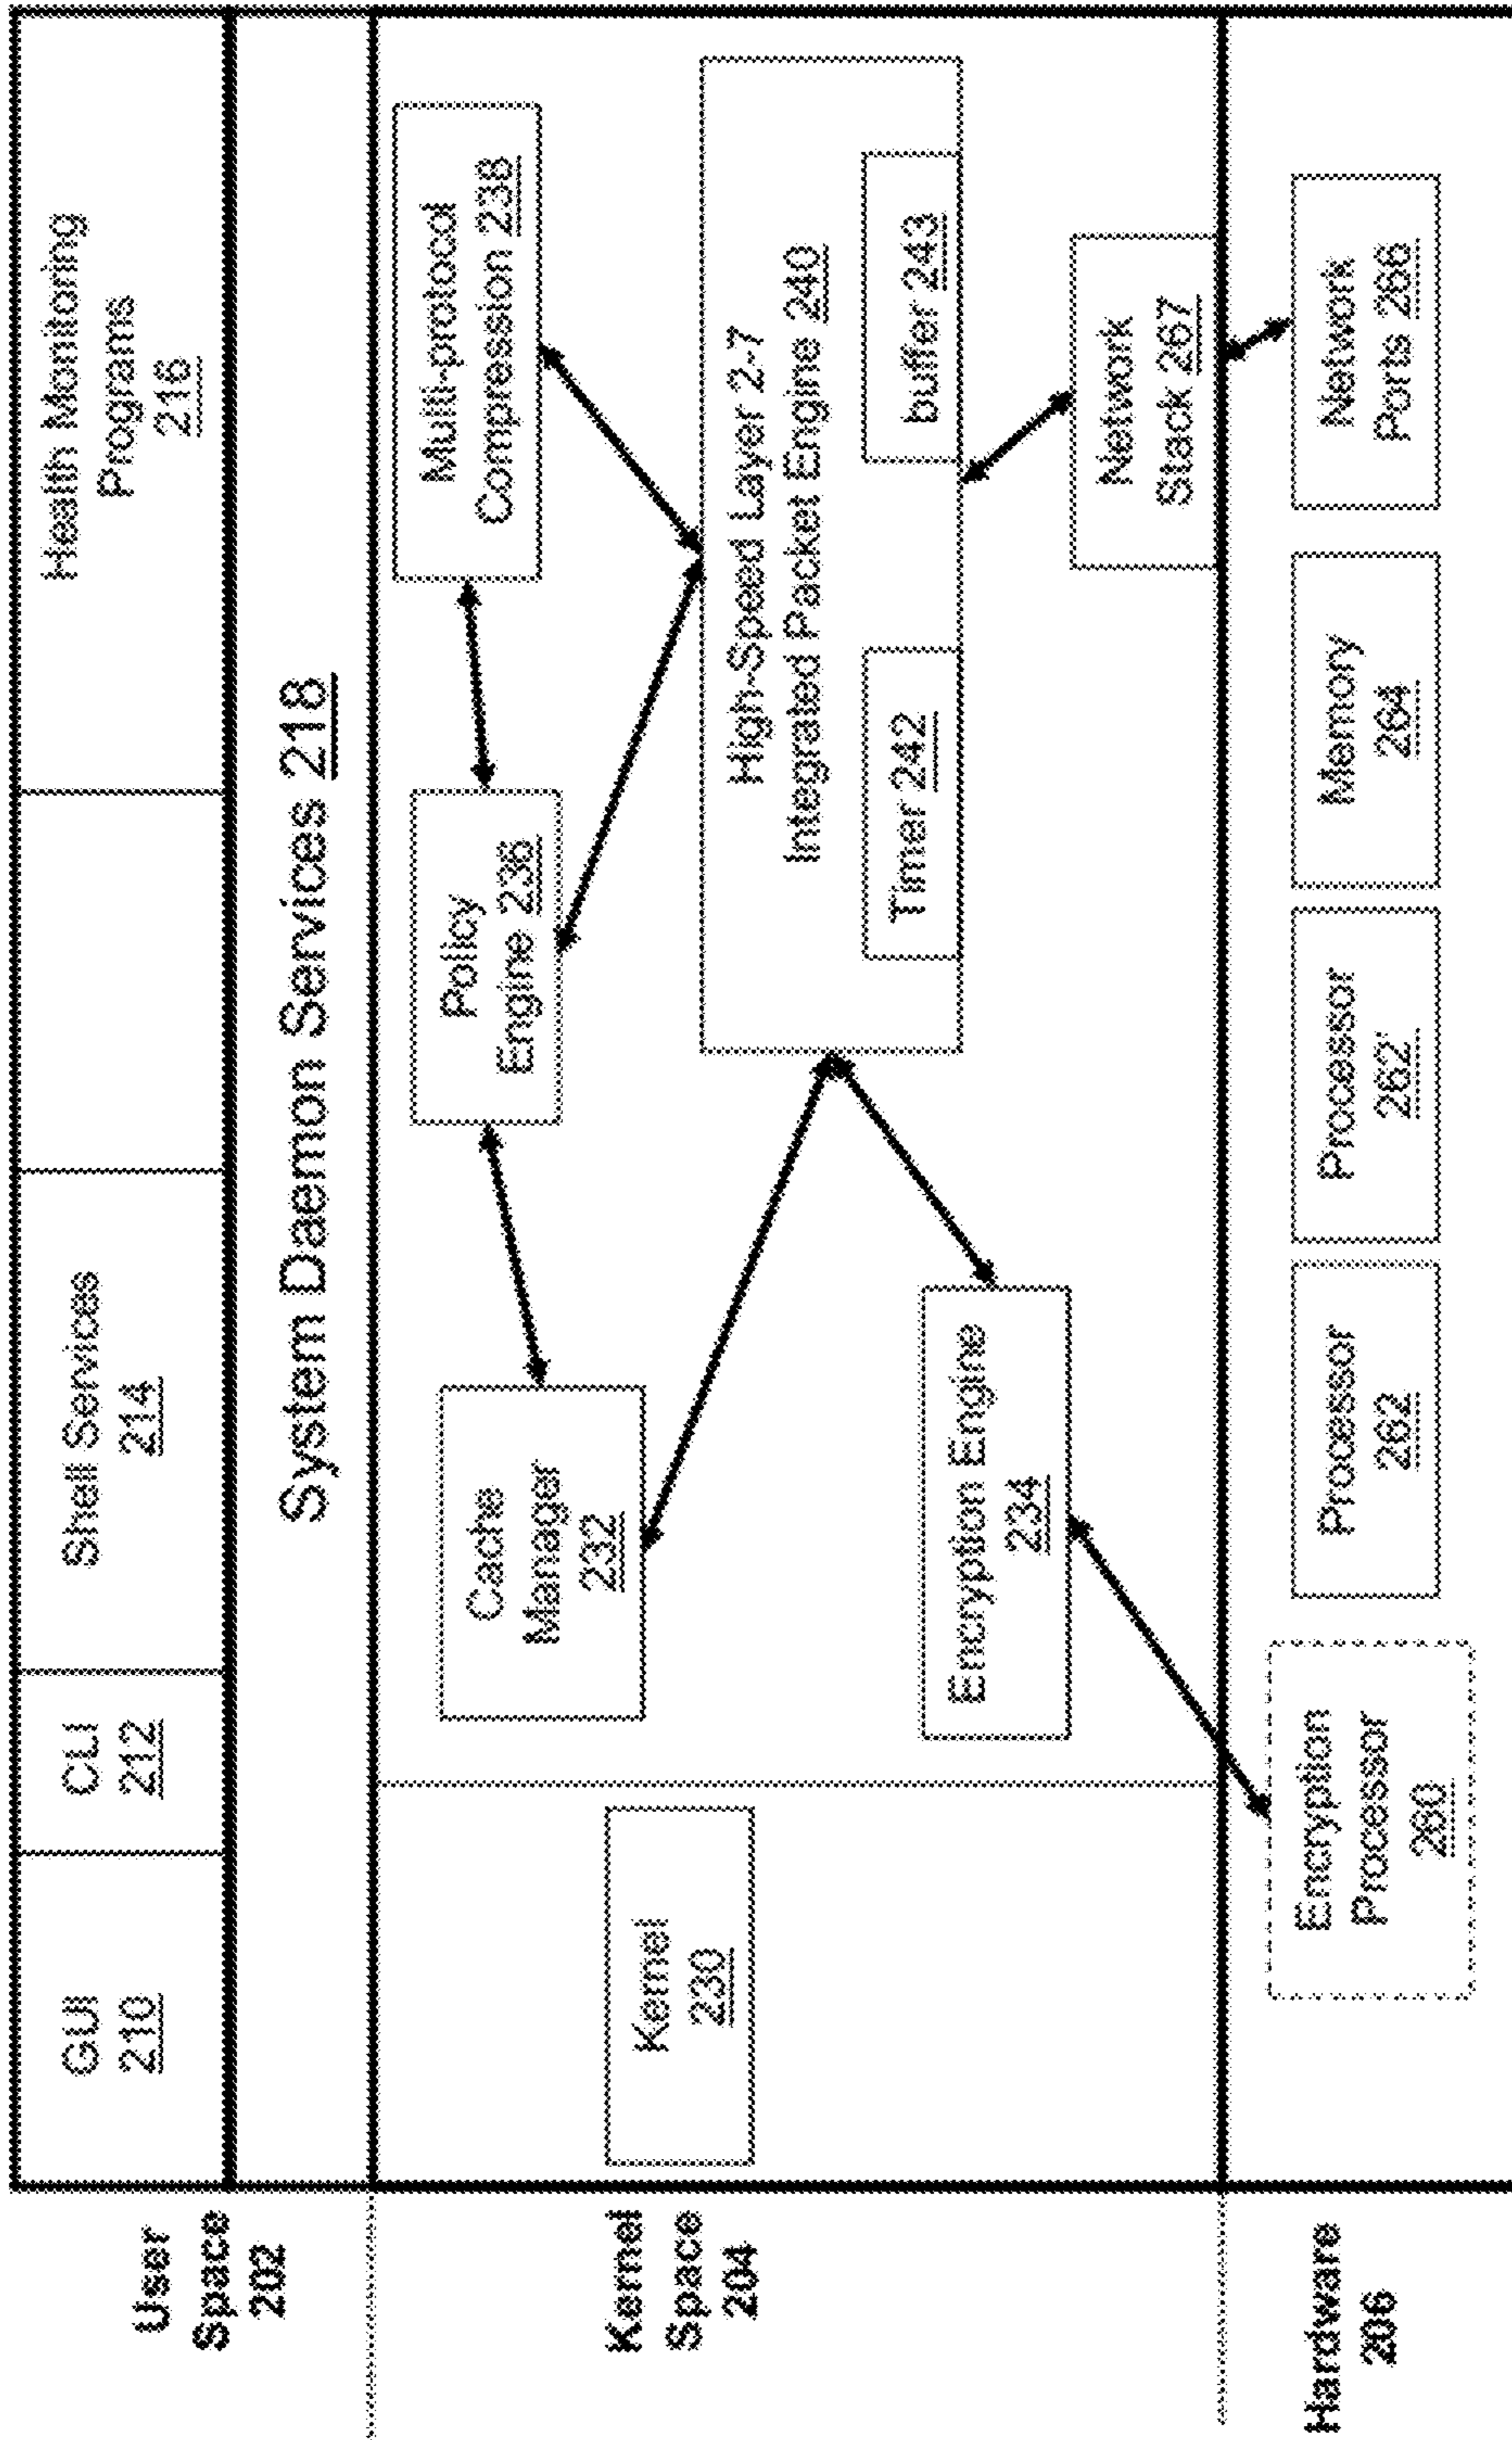 User
Space
202
GUI
210
CLI
212
Shell Services
214
Health Monitoring
Programs
216
System Daemon Services 218
Kernel
Space
204
Kernel
230
Cache
Manager
232
Policy
Engine 236
Multi-protocol
Compression 238
High-Speed Layer 2-7
Integrated Packet Engine 240
Timer 242
buffer 243
Encryption Engine
234
Network
Stack 267
Hardware
206
Encryption
Processor
260
Processor
262
Processor
262'
Memory
264
Network
Ports 266